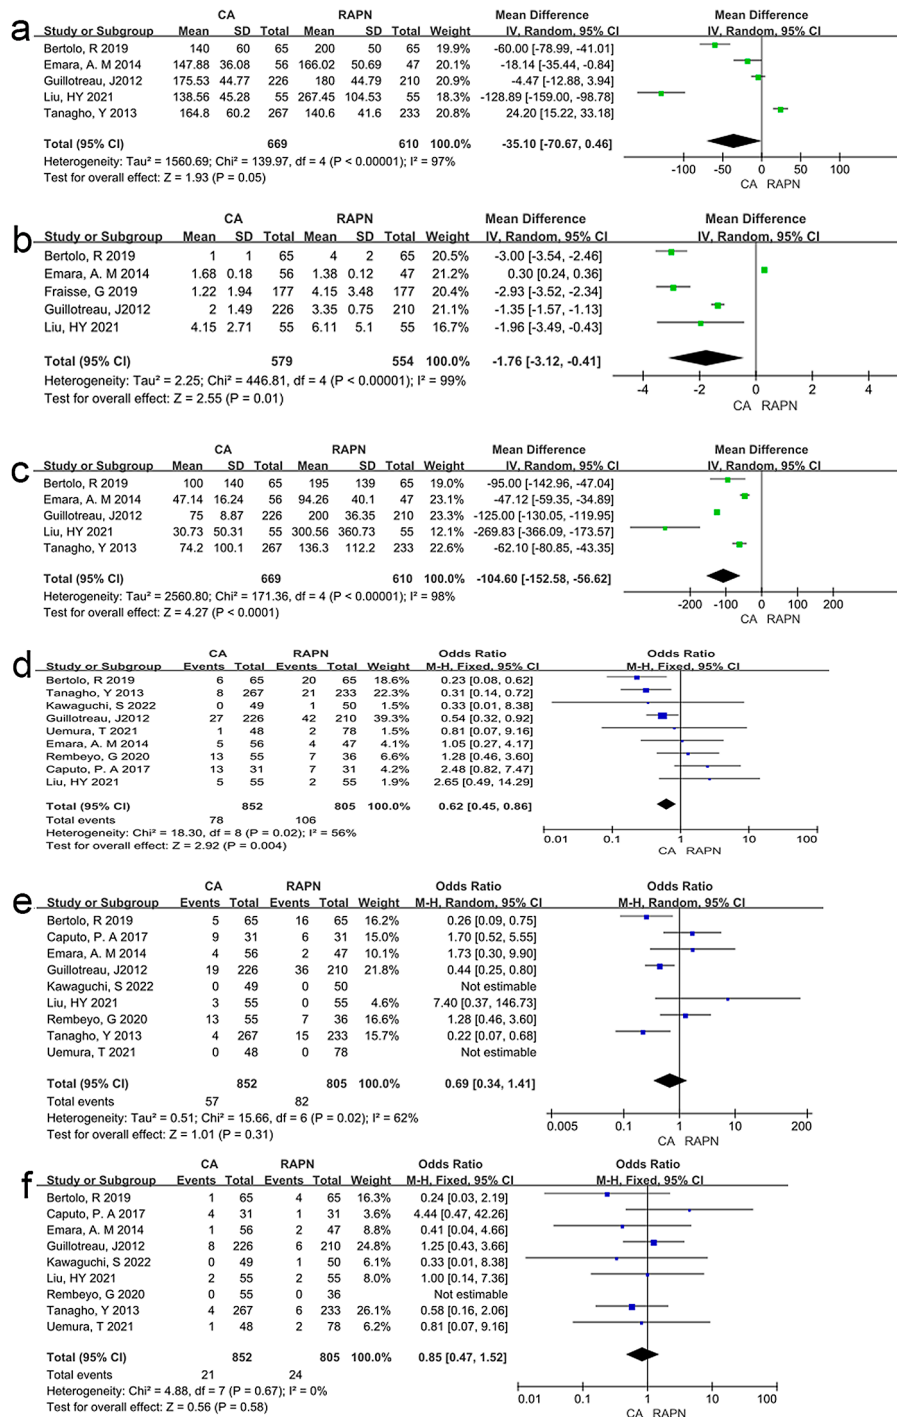 a
CA RAPN Mean Difference Mean Difference
Study or Subgroup Mean SD Total Mean SD Total Weight IV, Random, 95% CI IV, Random, 95% CI
Bertolo, R 2019 140 60 65 200 50 65 19.9% -60.00 [-78.99, -41.01]
Emara, A. M 2014 147.88 36.08 56 166.02 50.69 47 20.1% -18.14 [-35.44, -0.84]
Guillotreau, J2012 175.53 44.77 226 180 44.79 210 20.9% -4.47 [-12.88, 3.94]
Liu, HY 2021 138.56 45.28 55 267.45 104.53 55 18.3% -128.89 [-159.00, -98.78]
Tanagho, Y 2013 164.8 60.2 267 140.6 41.6 233 20.8% 24.20 [15.22, 33.18]
Total (95% CI) 669 610 100.0% -35.10 [-70.67, 0.46]
Heterogeneity: Tau² = 1560.69; Chi² = 139.97, df = 4 (P < 0.00001); I² = 97%
Test for overall effect: Z = 1.93 (P = 0.05)
-100 -50 0 50 100
CA RAPN
b
CA RAPN Mean Difference Mean Difference
Study or Subgroup Mean SD Total Mean SD Total Weight IV, Random, 95% CI IV, Random, 95% CI
Bertolo, R 2019 1 1 65 4 2 65 20.5% -3.00 [-3.54, -2.46]
Emara, A. M 2014 1.68 0.18 56 1.38 0.12 47 21.2% 0.30 [0.24, 0.36]
Fraisse, G 2019 1.22 1.94 177 4.15 3.48 177 20.4% -2.93 [-3.52, -2.34]
Guillotreau, J2012 2 1.49 226 3.35 0.75 210 21.1% -1.35 [-1.57, -1.13]
Liu, HY 2021 4.15 2.71 55 6.11 5.1 55 16.7% -1.96 [-3.49, -0.43]
Total (95% CI) 579 554 100.0% -1.76 [-3.12, -0.41]
Heterogeneity: Tau² = 2.25; Chi² = 446.81, df = 4 (P < 0.00001); I² = 99%
Test for overall effect: Z = 2.55 (P = 0.01)
-4 -2 0 2 4
CA RAPN
c
CA RAPN Mean Difference Mean Difference
Study or Subgroup Mean SD Total Mean SD Total Weight IV, Random, 95% CI IV, Random, 95% CI
Bertolo, R 2019 100 140 65 195 139 65 19.0% -95.00 [-142.96, -47.04]
Emara, A. M 2014 47.14 16.24 56 94.26 40.1 47 23.1% -47.12 [-59.35, -34.89]
Guillotreau, J2012 75 8.87 226 200 36.35 210 23.3% -125.00 [-130.05, -119.95]
Liu, HY 2021 30.73 50.31 55 300.56 360.73 55 12.1% -269.83 [-366.09, -173.57]
Tanagho, Y 2013 74.2 100.1 267 136.3 112.2 233 22.6% -62.10 [-80.85, -43.35]
Total (95% CI) 669 610 100.0% -104.60 [-152.58, -56.62]
Heterogeneity: Tau² = 2560.80; Chi² = 171.36, df = 4 (P < 0.00001); I² = 98%
Test for overall effect: Z = 4.27 (P < 0.0001)
-200 -100 0 100 200
CA RAPN
d
CA RAPN Odds Ratio Odds Ratio
Study or Subgroup Events Total Events Total Weight M-H, Fixed, 95% CI M-H, Fixed, 95% CI
Bertolo, R 2019 6 65 20 65 18.6% 0.23 [0.08, 0.62]
Tanagho, Y 2013 8 267 21 233 22.3% 0.31 [0.14, 0.72]
Kawaguchi, S 2022 0 49 1 50 1.5% 0.33 [0.01, 8.38]
Guillotreau, J2012 27 226 42 210 39.3% 0.54 [0.32, 0.92]
Uemura, T 2021 1 48 2 78 1.5% 0.81 [0.07, 9.16]
Emara, A. M 2014 5 56 4 47 4.1% 1.05 [0.27, 4.17]
Rembeyo, G 2020 13 55 7 36 6.6% 1.28 [0.46, 3.60]
Caputo, P. A 2017 13 31 7 31 4.2% 2.48 [0.82, 7.47]
Liu, HY 2021 5 55 2 55 1.9% 2.65 [0.49, 14.29]
Total (95% CI) 852 805 100.0% 0.62 [0.45, 0.86]
Total events 78 106
Heterogeneity: Chi² = 18.30, df = 8 (P = 0.02); I² = 56%
Test for overall effect: Z = 2.92 (P = 0.004)
0.01 0.1 1 10 100
CA RAPN
e
CA RAPN Odds Ratio Odds Ratio
Study or Subgroup Events Total Events Total Weight M-H, Random, 95% CI M-H, Random, 95% CI
Bertolo, R 2019 5 65 16 65 16.2% 0.26 [0.09, 0.75]
Caputo, P. A 2017 9 31 6 31 15.0% 1.70 [0.52, 5.55]
Emara, A. M 2014 4 56 2 47 10.1% 1.73 [0.30, 9.90]
Guillotreau, J2012 19 226 36 210 21.8% 0.44 [0.25, 0.80]
Kawaguchi, S 2022 0 49 0 50 Not estimable
Liu, HY 2021 3 55 0 55 4.6% 7.40 [0.37, 146.73]
Rembeyo, G 2020 13 55 7 36 16.6% 1.28 [0.46, 3.60]
Tanagho, Y 2013 4 267 15 233 15.7% 0.22 [0.07, 0.68]
Uemura, T 2021 0 48 0 78 Not estimable
Total (95% CI) 852 805 100.0% 0.69 [0.34, 1.41]
Total events 57 82
Heterogeneity: Tau² = 0.51; Chi² = 15.66, df = 6 (P = 0.02); I² = 62%
Test for overall effect: Z = 1.01 (P = 0.31)
0.005 0.1 1 10 200
CA RAPN
f
CA RAPN Odds Ratio Odds Ratio
Study or Subgroup Events Total Events Total Weight M-H, Fixed, 95% CI M-H, Fixed, 95% CI
Bertolo, R 2019 1 65 4 65 16.3% 0.24 [0.03, 2.19]
Caputo, P. A 2017 4 31 1 31 3.6% 4.44 [0.47, 42.26]
Emara, A. M 2014 1 56 2 47 8.8% 0.41 [0.04, 4.66]
Guillotreau, J2012 8 226 6 210 24.8% 1.25 [0.43, 3.66]
Kawaguchi, S 2022 0 49 1 50 6.1% 0.33 [0.01, 8.38]
Liu, HY 2021 2 55 2 55 8.0% 1.00 [0.14, 7.36]
Rembeyo, G 2020 0 55 0 36 Not estimable
Tanagho, Y 2013 4 267 6 233 26.1% 0.58 [0.16, 2.06]
Uemura, T 2021 1 48 2 78 6.2% 0.81 [0.07, 9.16]
Total (95% CI) 852 805 100.0% 0.85 [0.47, 1.52]
Total events 21 24
Heterogeneity: Chi² = 4.88, df = 7 (P = 0.67); I² = 0%
Test for overall effect: Z = 0.56 (P = 0.58)
0.01 0.1 1 10 100
CA RAPN